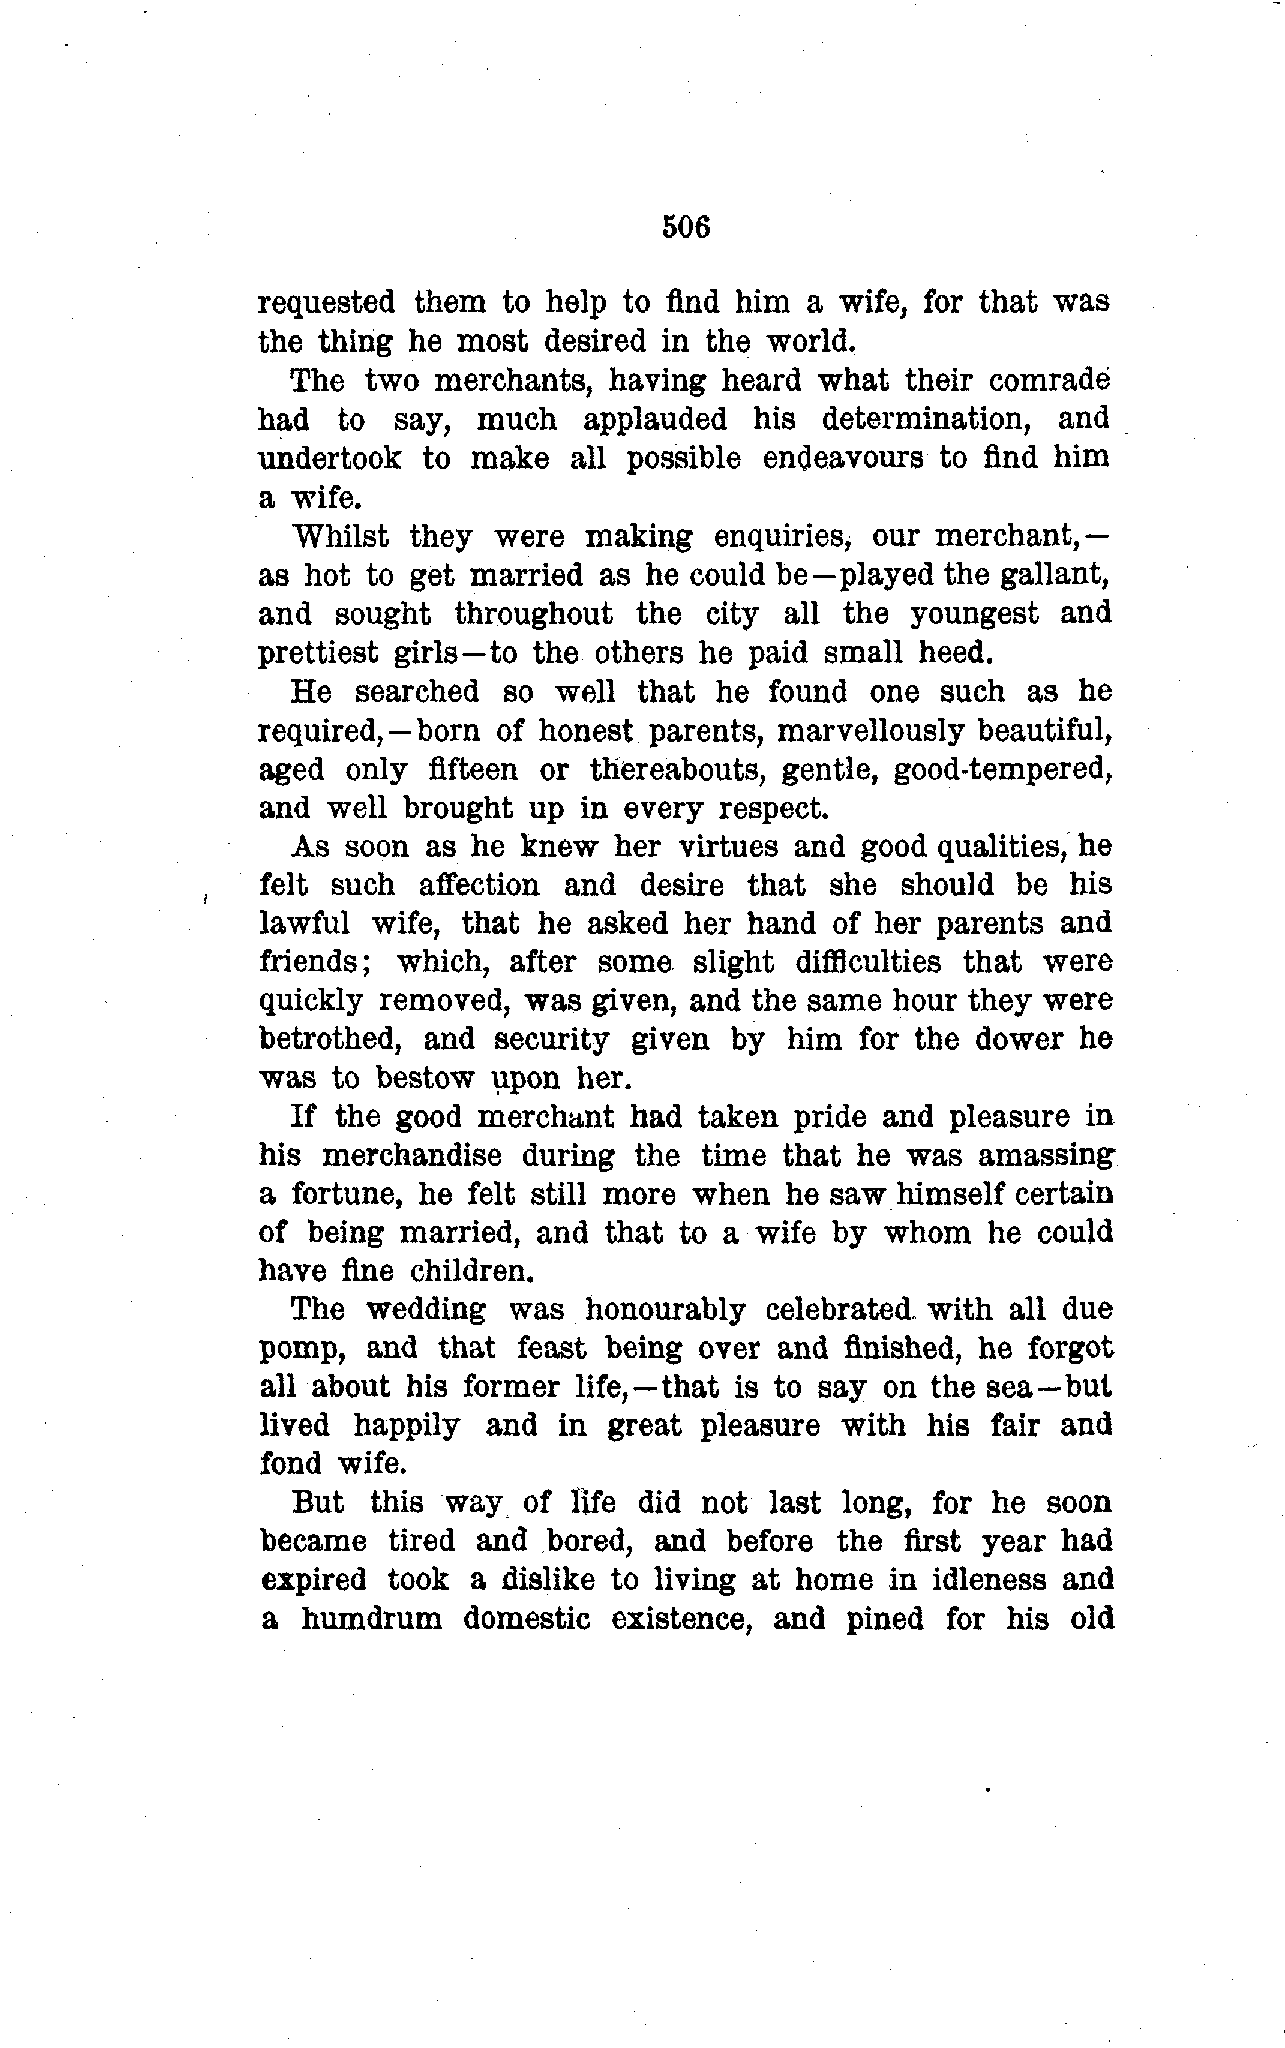 506
requested them to help to find him a wife, for that was
the thing he most desired in the world.
The two merchants, having heard what their comrade
had to say, much applauded his determination, and
undertook to make all possible endeavours to find him
a wife.
Whilst they were making enquiries, our merchant,—
as hot to get married as he could be—played the gallant,
and sought throughout the city all the youngest and
prettiest girls—to the others he paid small heed.
He searched so well that he found one such as he
required,—born of honest parents, marvellously beautiful,
aged only fifteen or thereabouts, gentle, good-tempered,
and well brought up in every respect.
As soon as he knew her virtues and good qualities, he
felt such affection and desire that she should be his
lawful wife, that he asked her hand of her parents and
friends; which, after some slight difficulties that were
quickly removed, was given, and the same hour they were
betrothed, and security given by him for the dower he
was to bestow upon her.
If the good merchant had taken pride and pleasure in
his merchandise during the time that he was amassing
a fortune, he felt still more when he saw himself certain
of being married, and that to a wife by whom he could
have fine children.
The wedding was honourably celebrated with all due
pomp, and that feast being over and finished, he forgot
all about his former life,—that is to say on the sea—but
lived happily and in great pleasure with his fair and
fond wife.
But this way of life did not last long, for he soon
became tired and bored, and before the first year had
expired took a dislike to living at home in idleness and
a humdrum domestic existence, and pined for his old